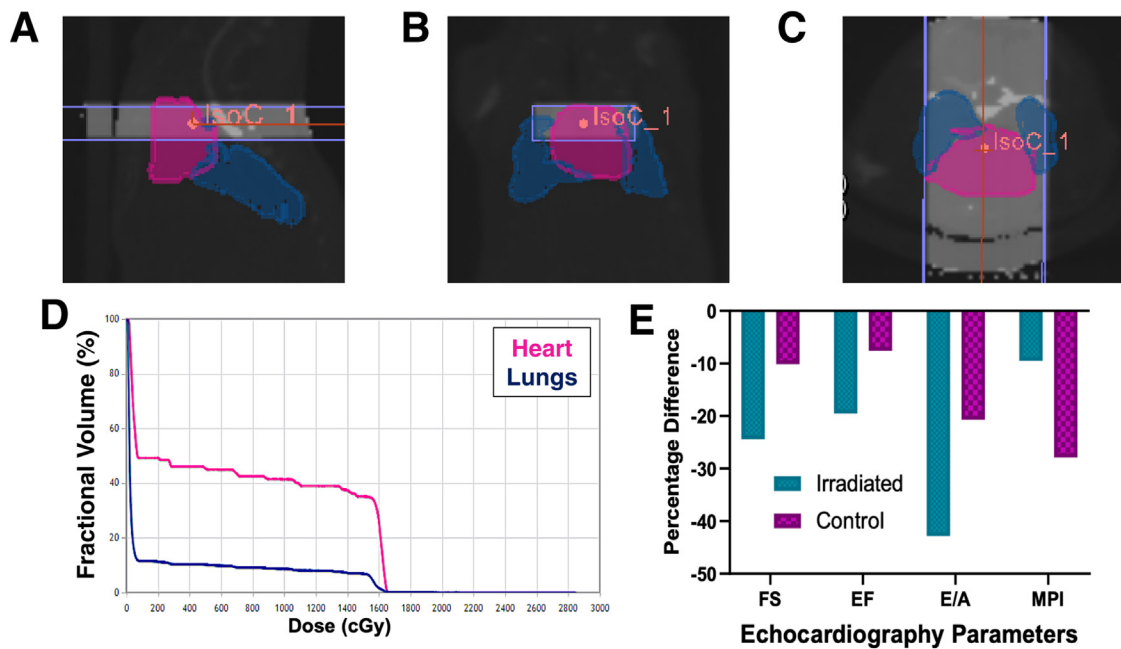 A
B
C
IsoC_1
IsoC_1
IsoC_1
D
Heart
Lungs
Fractional Volume (%)
100
80
60
40
20
0
0 200 400 600 800 1000 1200 1400 1600 1800 2000 2200 2400 2600 2800 3000
Dose (cGy)
E
Percentage Difference
0
-10
-20
-30
-40
-50
Irradiated
Control
FS EF E/A MPI
Echocardiography Parameters